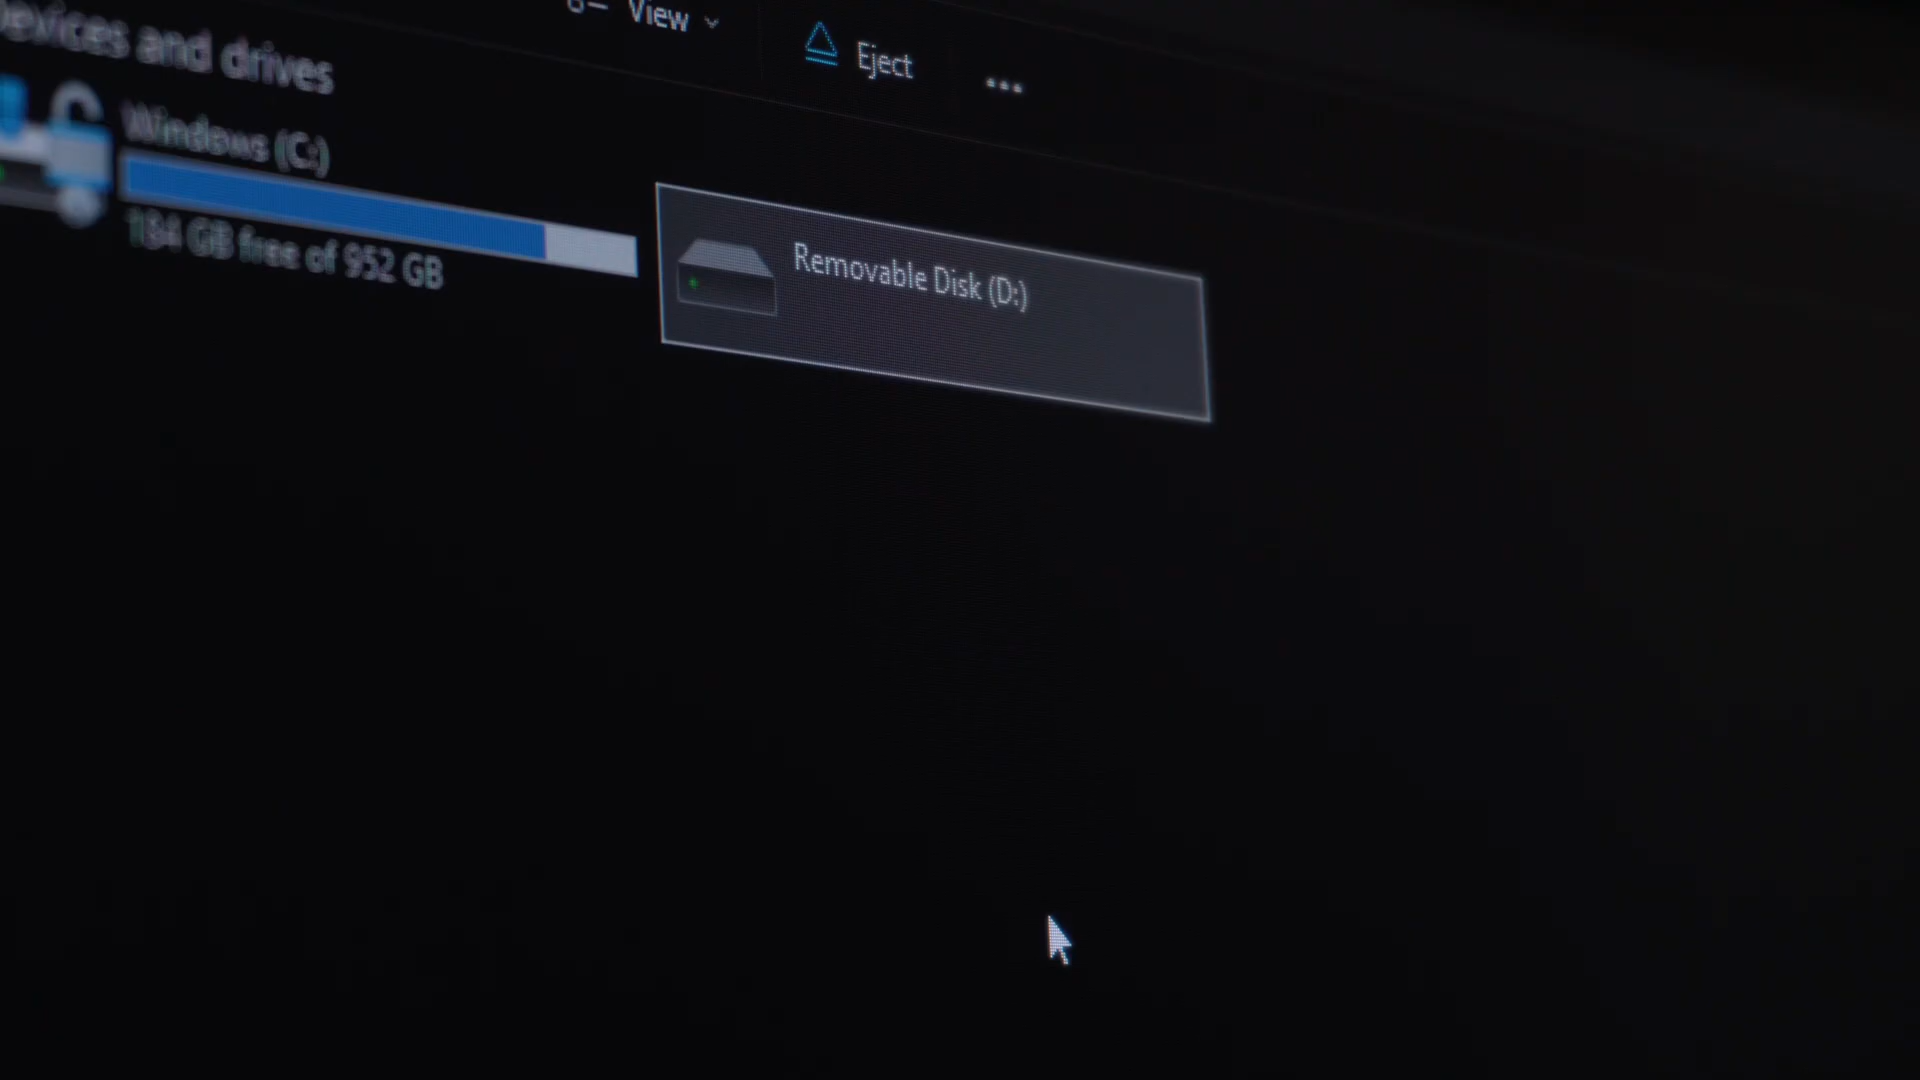 View
Eject
Devices and drives
Windows (C:)
184 GB free of 952 GB
Removable Disk (D:)